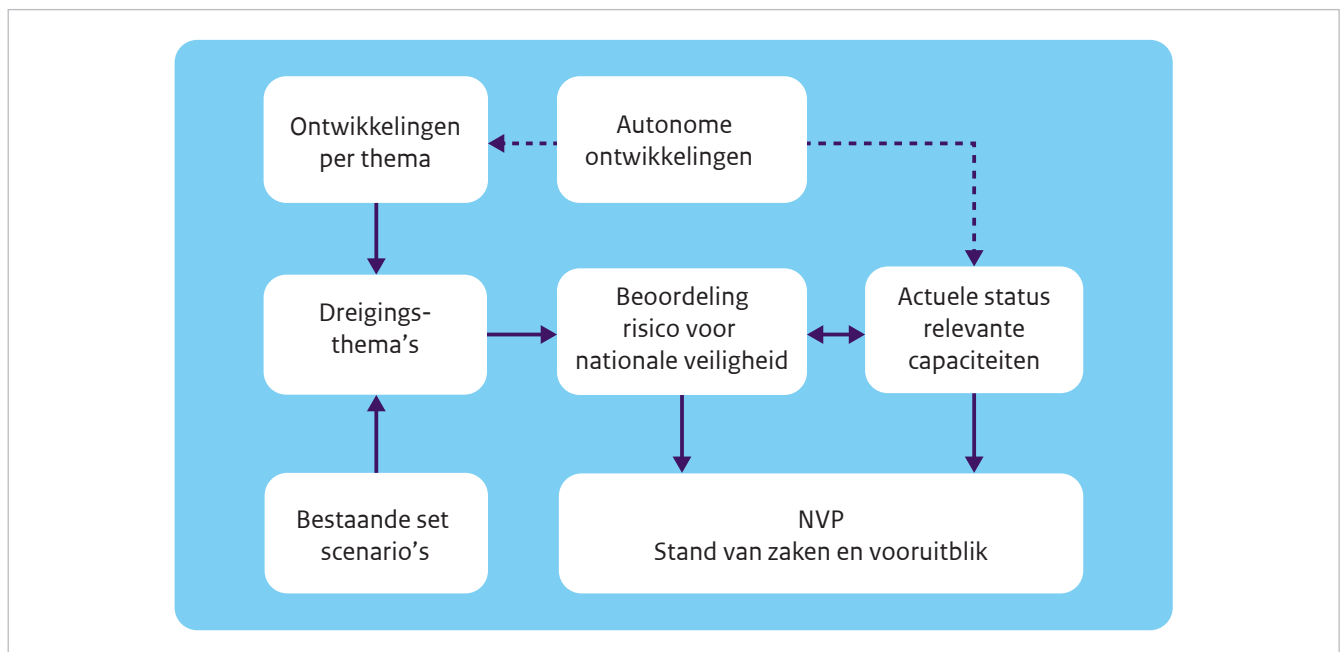 Ontwikkelingen
per thema
Autonome
ontwikkelingen
Dreigings-
thema’s
Beoordeling
risico voor
nationale veiligheid
Actuele status
relevante
capaciteiten
Bestaande set
scenario’s
NVP
Stand van zaken en vooruitblik